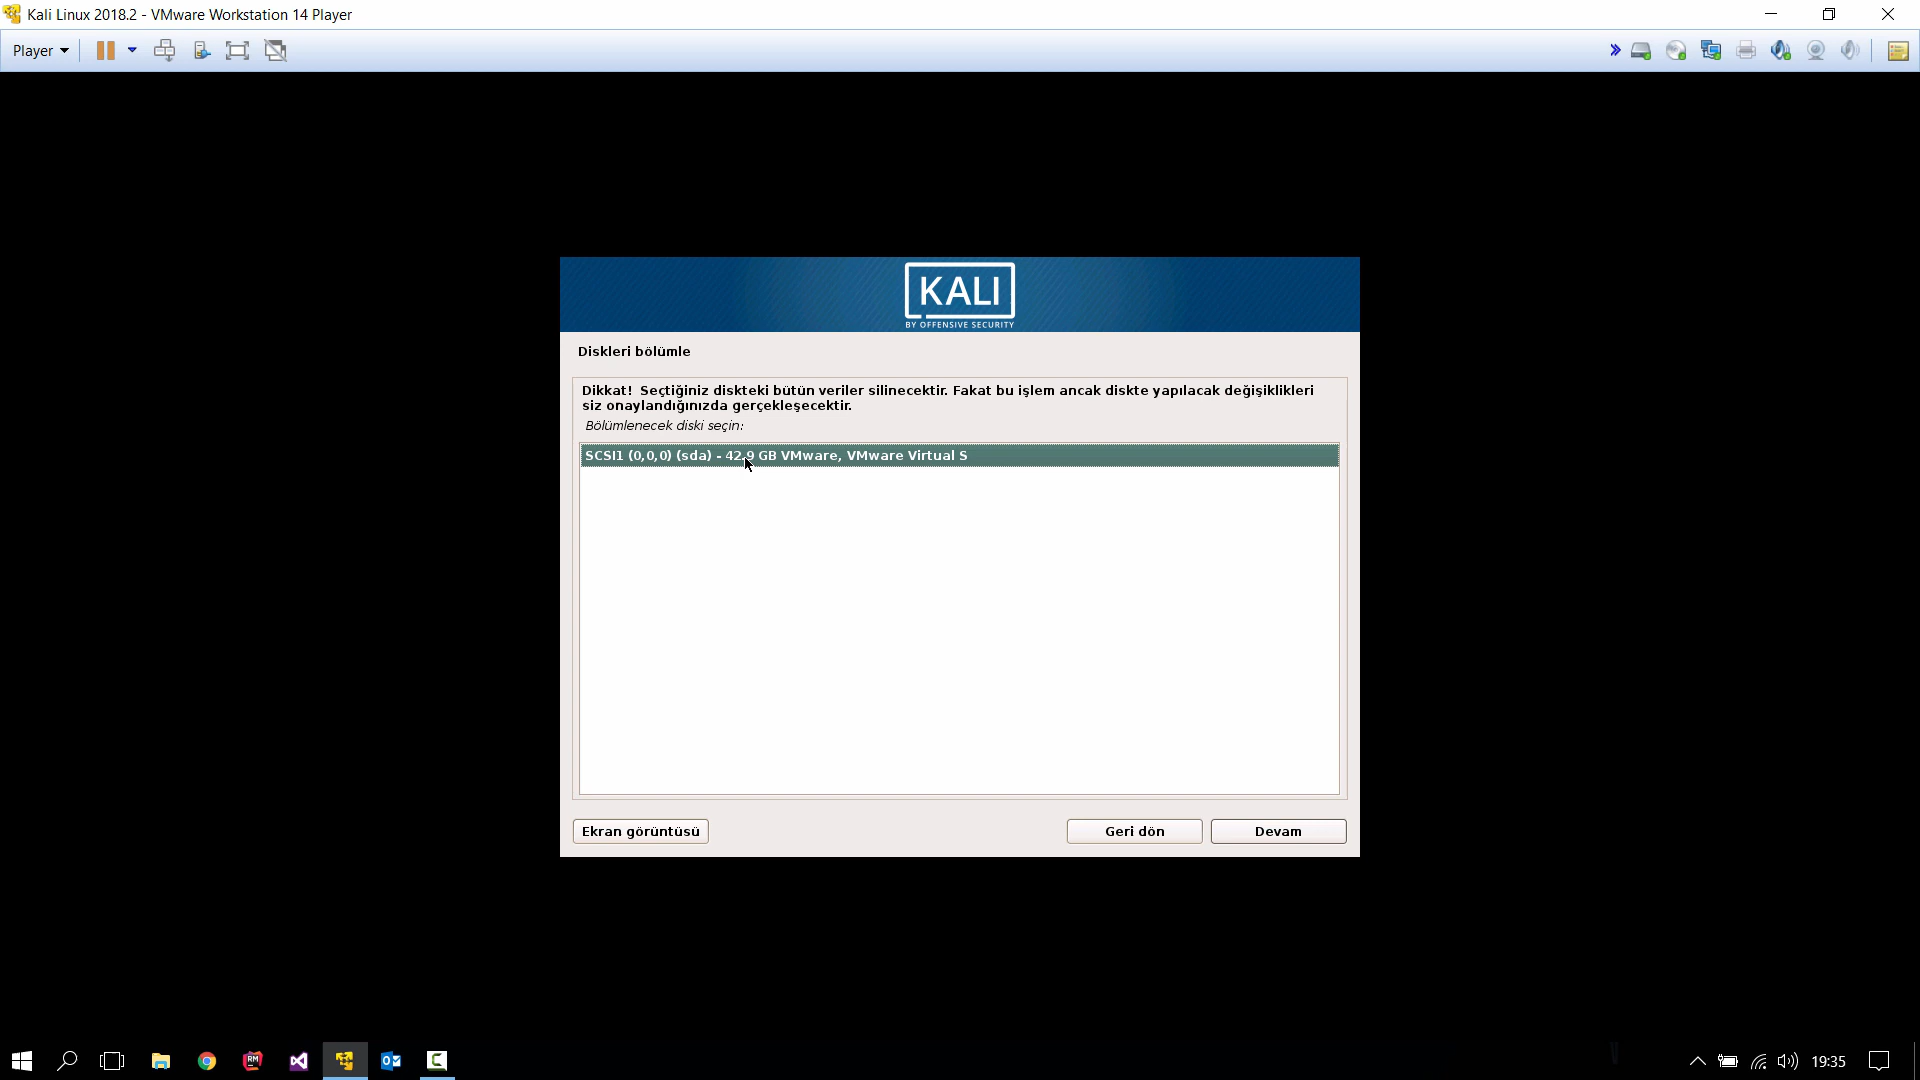 Kali Linux 2018.2 - VMware Workstation 14 Player
Player
KALI
BY OFFENSIVE SECURITY
Diskleri bölümle
Dikkat! Seçtiğiniz diskteki bütün veriler silinecektir. Fakat bu işlem ancak diskte yapılacak değişiklikleri
siz onaylandığınızda gerçekleşecektir.
Bölümlenecek diski seçin:
SCSI1 (0,0,0) (sda) - 42.9 GB VMware, VMware Virtual S
Ekran görüntüsü
Geri dön
Devam
RM
19:35